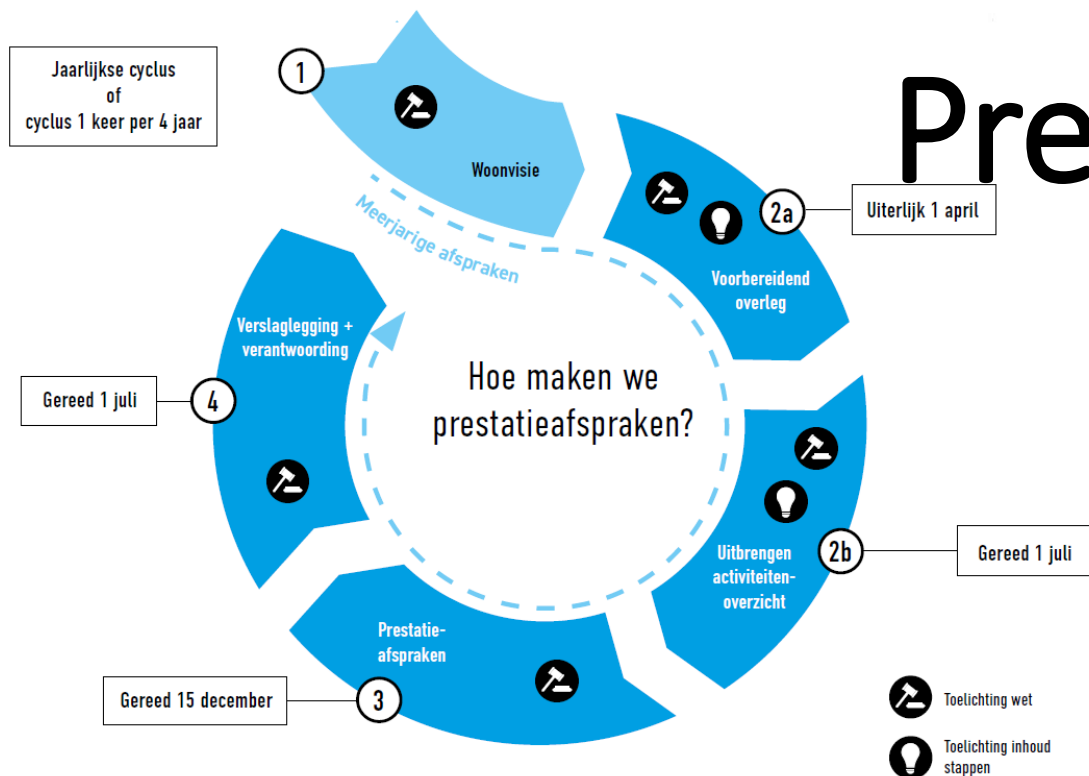 Jaarlijkse cyclus
of
cyclus 1 keer per 4 jaar
1
Woonvisie
Meerjarige afspraken
Pre
2a
Uiterlijk 1 april
Voorbereidend
overleg
Hoe maken we
prestatieafspraken?
Uitbrengen
activiteiten-
overzicht
2b
Gereed 1 juli
Prestatie-
afspraken
3
Gereed 15 december
Verslaglegging +
verantwoording
4
Gereed 1 juli
Toelichting wet
Toelichting inhoud
stappen